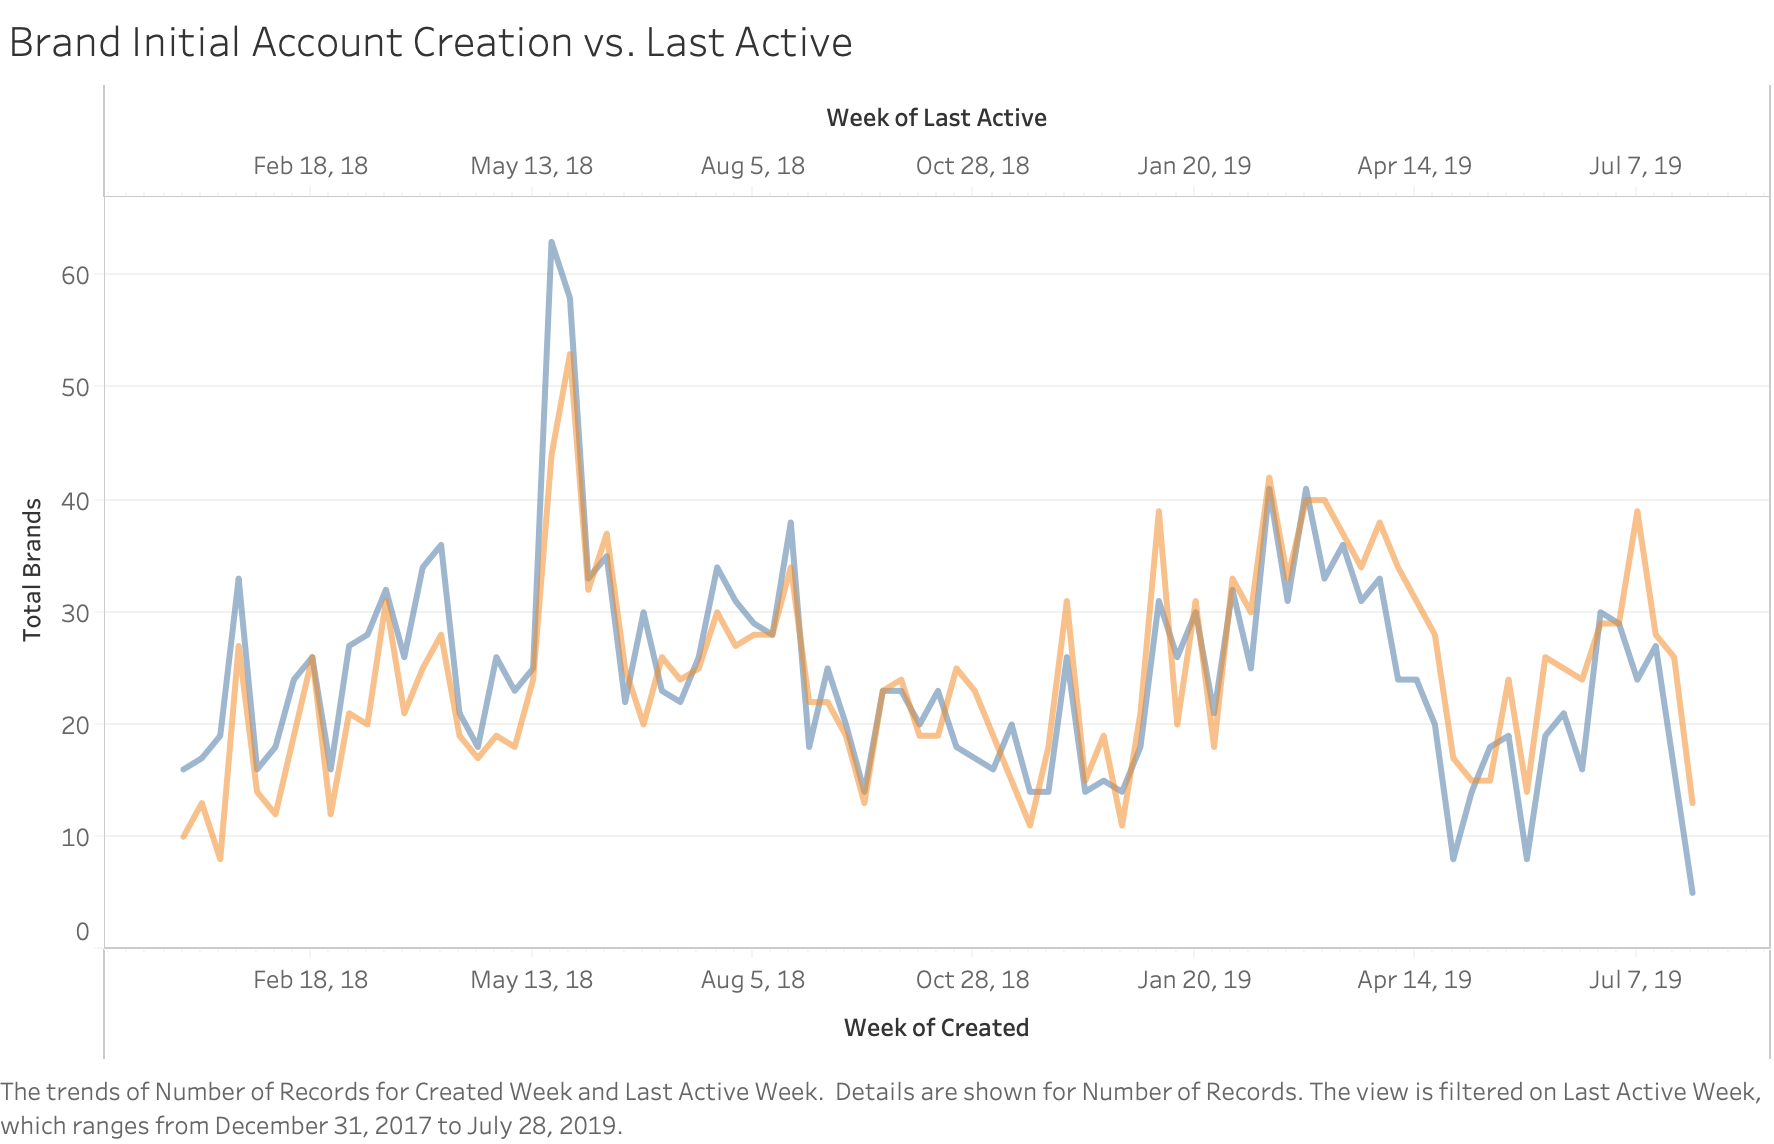 Brand Initial Account Creation vs. Last Active
Week of Last Active
Feb 18, 18 May 13, 18 Aug 5, 18 Oct 28, 18 Jan 20, 19 Apr 14, 19 Jul 7, 19
60
50
40
30
20
10
0
Total Brands
Feb 18, 18 May 13, 18 Aug 5, 18 Oct 28, 18 Jan 20, 19 Apr 14, 19 Jul 7, 19
Week of Created
The trends of Number of Records for Created Week and Last Active Week.  Details are shown for Number of Records. The view is filtered on Last Active Week,
which ranges from December 31, 2017 to July 28, 2019.